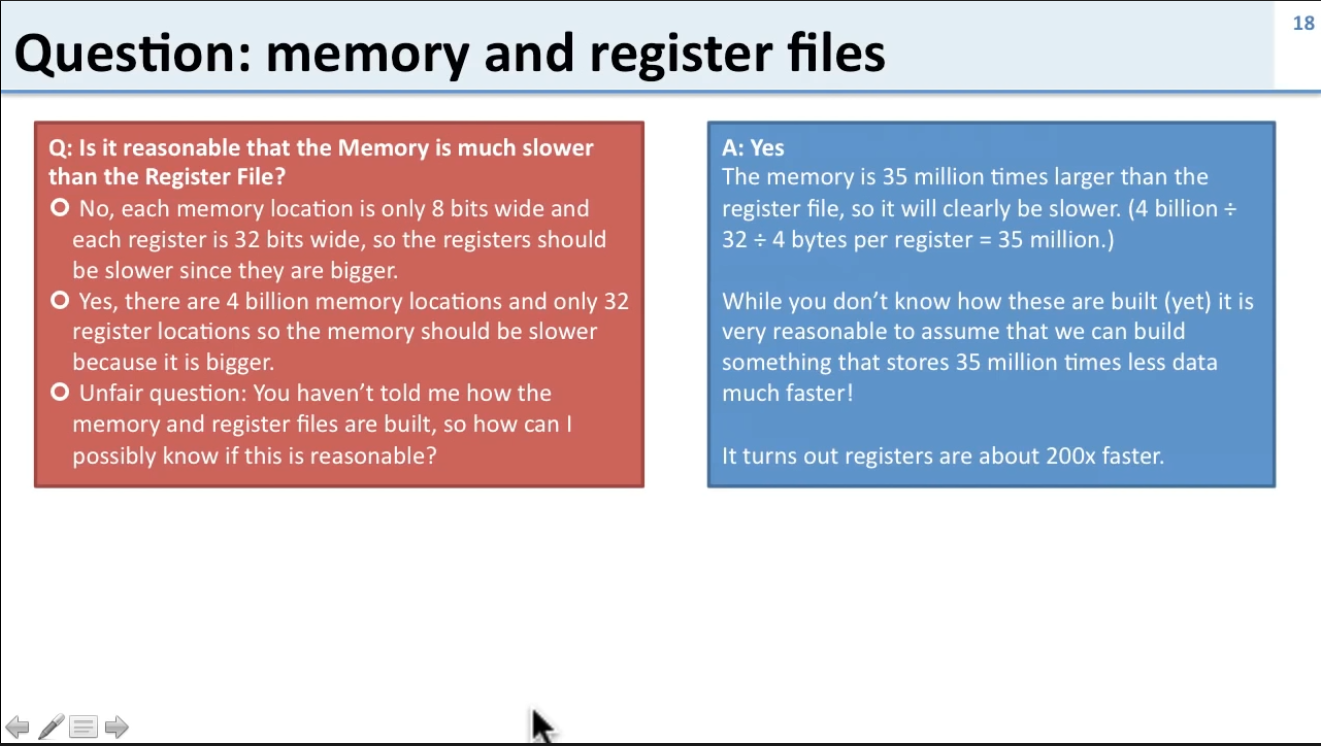 18
Question: memory and register files
Q: Is it reasonable that the Memory is much slower
than the Register File?
No, each memory location is only 8 bits wide and
each register is 32 bits wide, so the registers should
be slower since they are bigger.
Yes, there are 4 billion memory locations and only 32
register locations so the memory should be slower
because it is bigger.
Unfair question: You haven’t told me how the
memory and register files are built, so how can I
possibly know if this is reasonable?
A: Yes
The memory is 35 million times larger than the
register file, so it will clearly be slower. (4 billion ÷
32 ÷ 4 bytes per register = 35 million.)
While you don’t know how these are built (yet) it is
very reasonable to assume that we can build
something that stores 35 million times less data
much faster!
It turns out registers are about 200x faster.